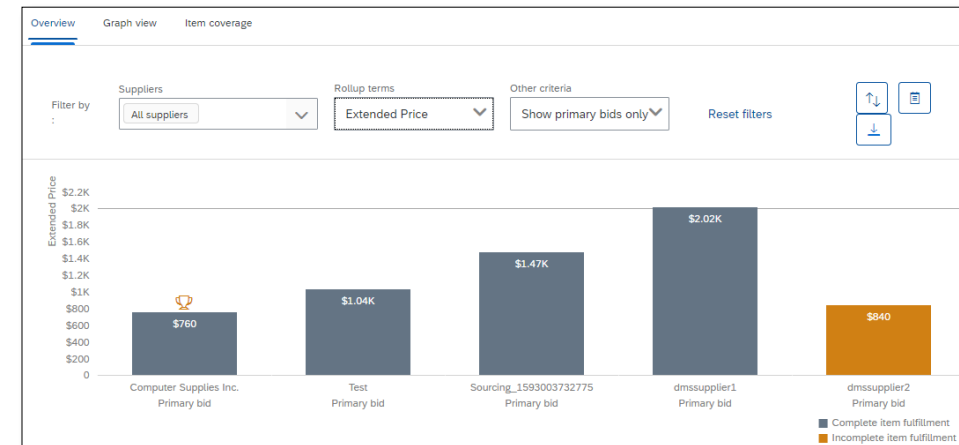 Overview Graph view Item coverage
Suppliers Rollup terms Other criteria
Filter by
:
All suppliers Extended Price Show primary bids only Reset filters
Extended Price
$2.2K
$2K
$1.8K
$1.6K
$1.4K
$1.2K
$1K
$800
$600
$400
$200
0
$760
$1.04K
$1.47K
$2.02K
$840
Computer Supplies Inc. Test Sourcing_1593003732775 dmssupplier1 dmssupplier2
Primary bid Primary bid Primary bid Primary bid Primary bid
Complete item fulfillment
Incomplete item fulfillment